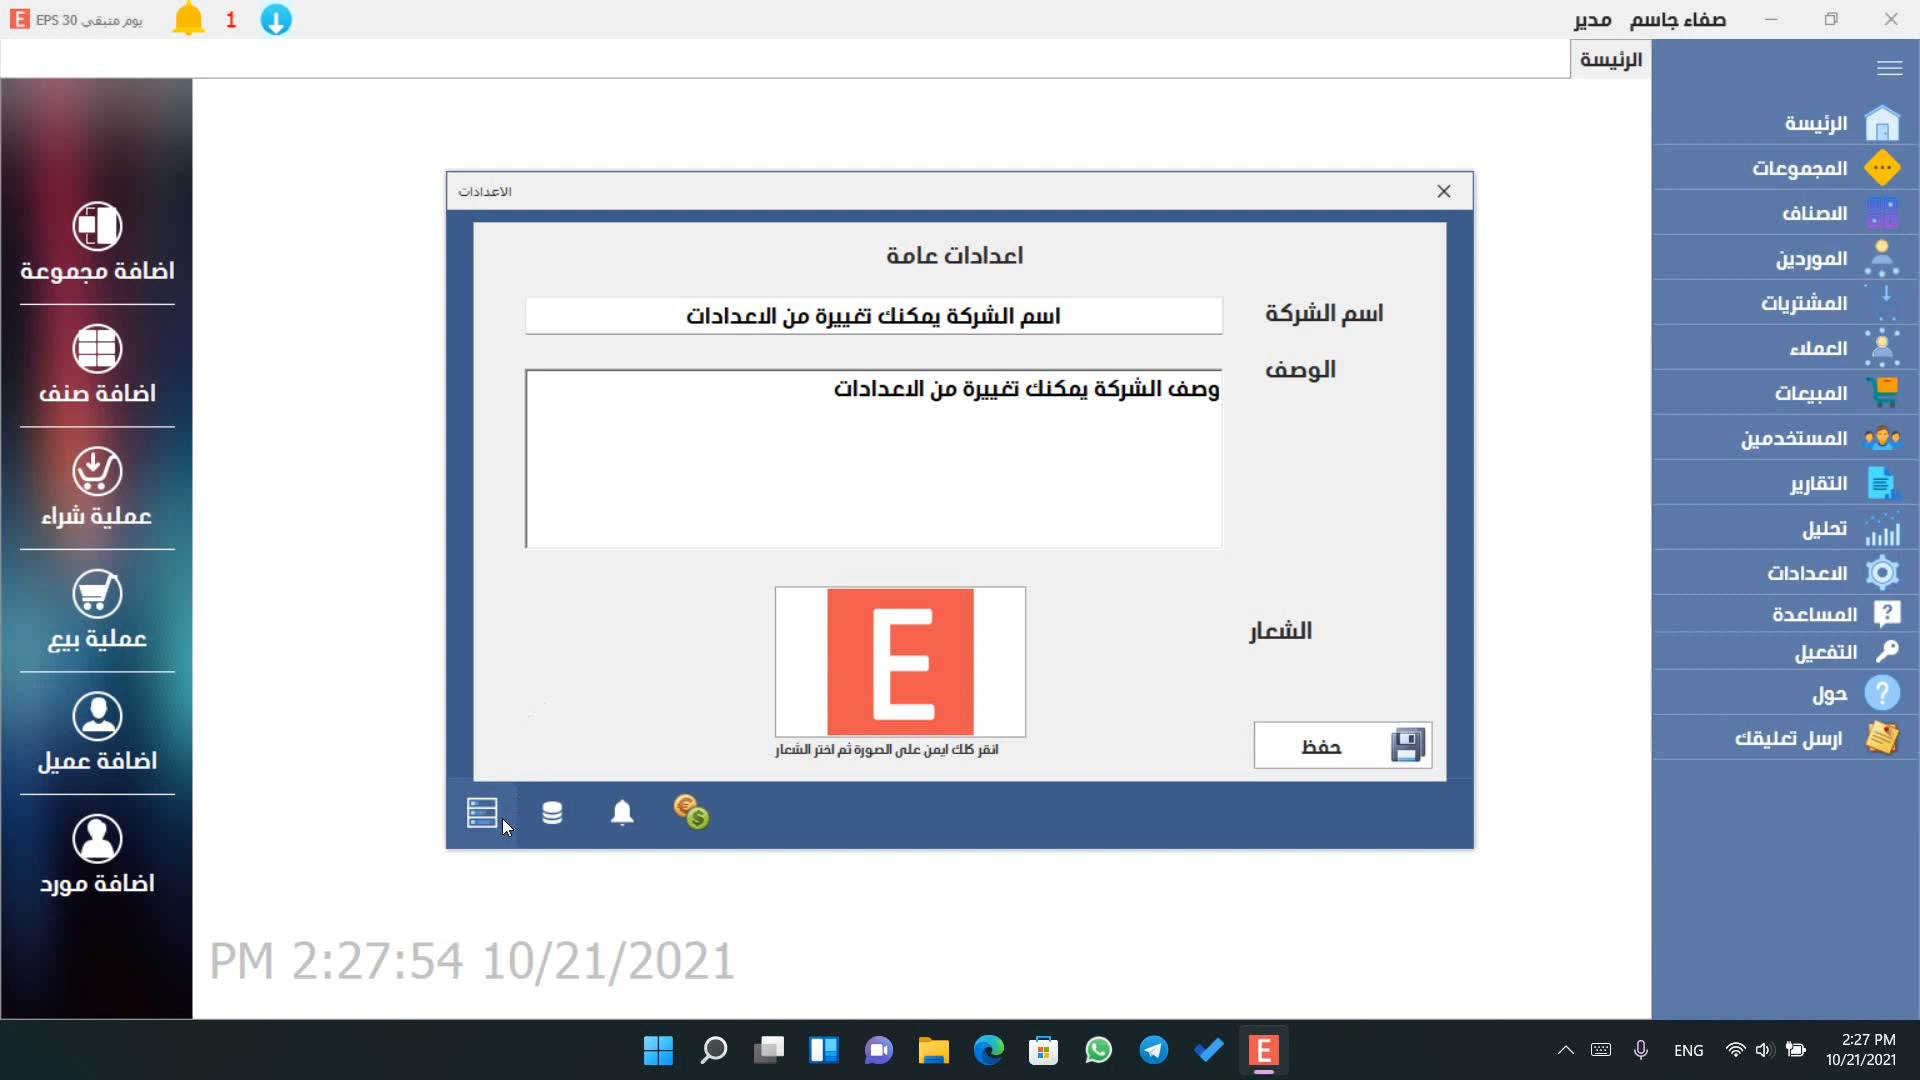 EPS 30 يوم متبقي
1
صفاء جاسم مدير
الرئيسة
الرئيسة
المجموعات
الاصناف
الموردين
المشتريات
العملاء
المبيعات
المستخدمين
التقارير
تحليل
الاعدادات
المساعدة
التفعيل
حول
ارسل تعليقك
الاعدادات
اعدادات عامة
اسم الشركة
اسم الشركة يمكنك تغييرة من الاعدادات
الوصف
وصف الشركة يمكنك تغييرة من الاعدادات
الشعار
E
انقر كلك ايمن على الصورة ثم اختر الشعار
حفظ
اضافة مجموعة
اضافة صنف
عملية شراء
عملية بيع
اضافة عميل
اضافة مورد
PM 2:27:54 10/21/2021
ENG
2:27 PM
10/21/2021